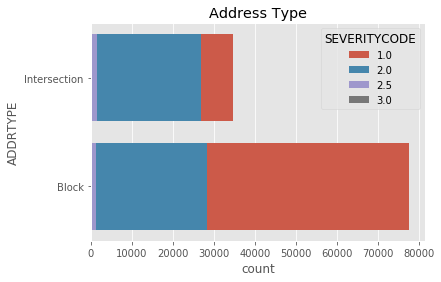 Address Type
SEVERITYCODE
1.0
2.0
2.5
3.0
Intersection
Block
ADDRTYPE
0 10000 20000 30000 40000 50000 60000 70000 80000
count